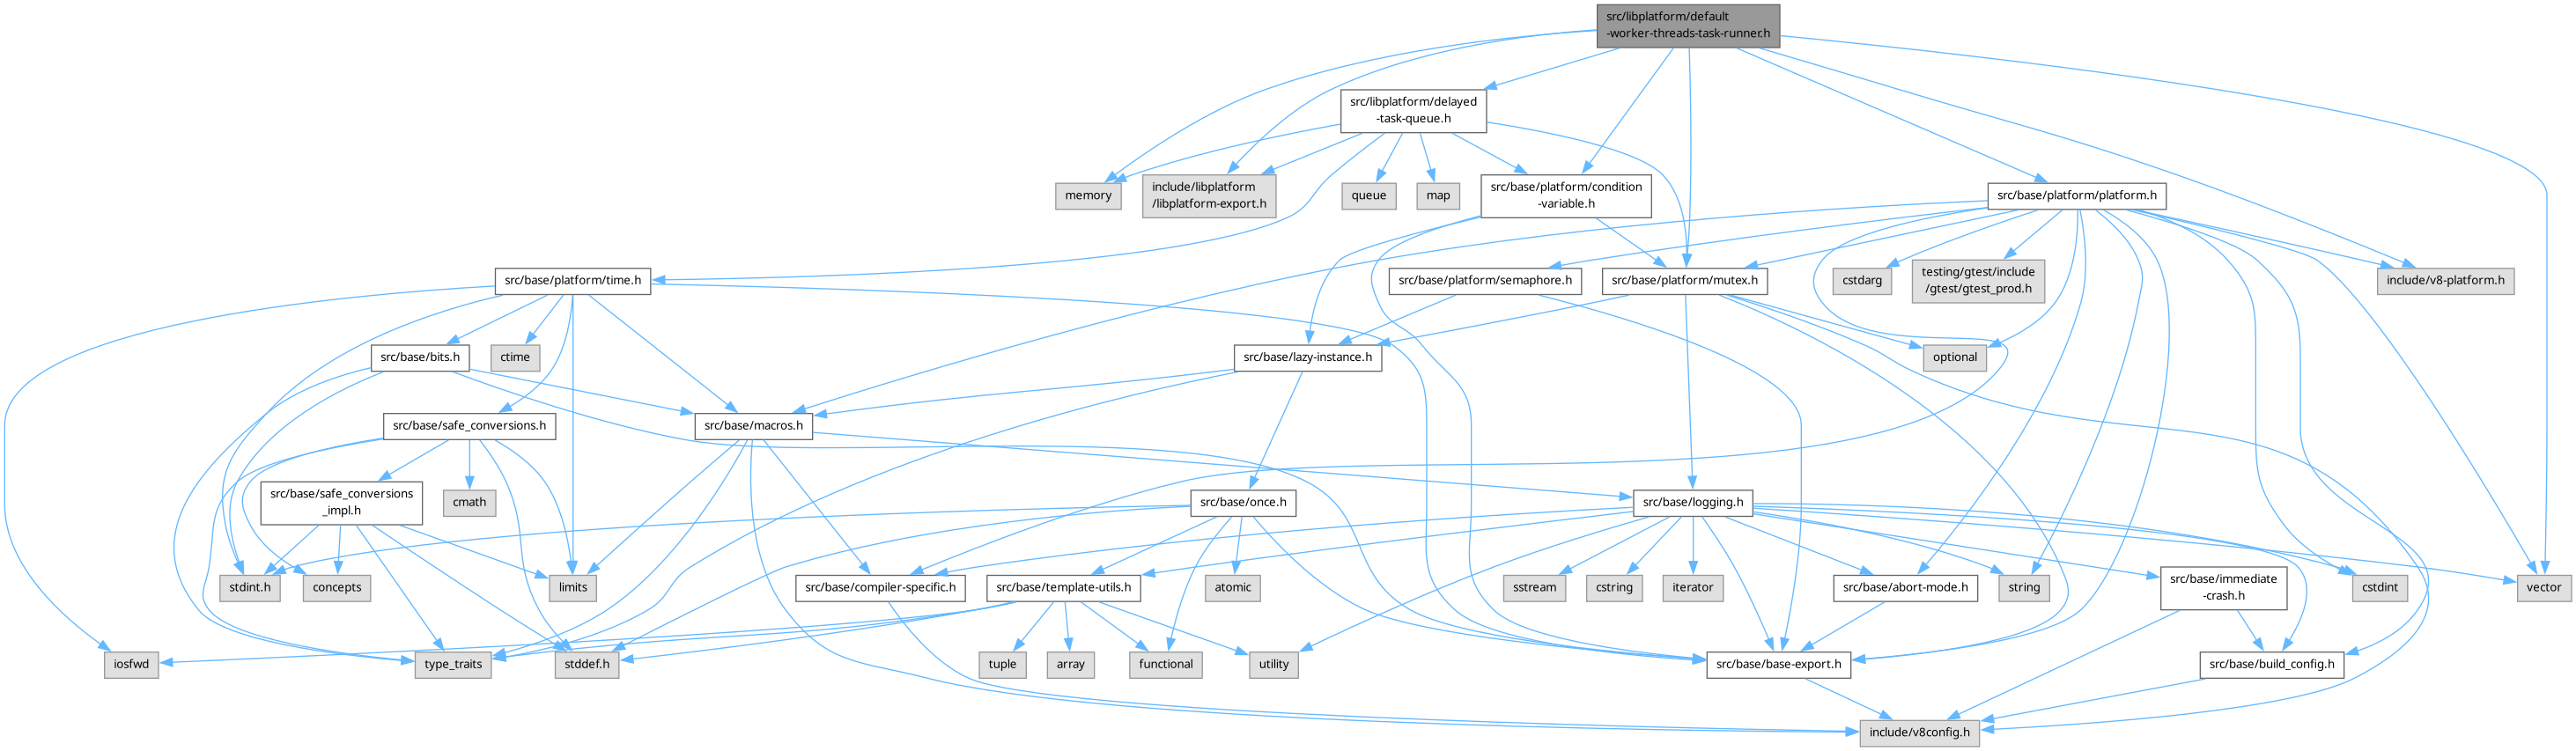 src/libplatform/default
-worker-threads-task-runner.h
src/libplatform/delayed
-task-queue.h
memory
include/libplatform
/libplatform-export.h
queue
map
src/base/platform/condition
-variable.h
src/base/platform/platform.h
src/base/platform/time.h
src/base/platform/semaphore.h
src/base/platform/mutex.h
cstdarg
testing/gtest/include
/gtest/gtest_prod.h
include/v8-platform.h
src/base/bits.h
ctime
src/base/lazy-instance.h
optional
src/base/safe_conversions.h
src/base/macros.h
src/base/safe_conversions
_impl.h
cmath
src/base/once.h
src/base/logging.h
stdint.h
concepts
limits
src/base/compiler-specific.h
src/base/template-utils.h
atomic
sstream
cstring
iterator
src/base/abort-mode.h
string
src/base/immediate
-crash.h
cstdint
vector
iosfwd
type_traits
stddef.h
tuple
array
functional
utility
src/base/base-export.h
src/base/build_config.h
include/v8config.h